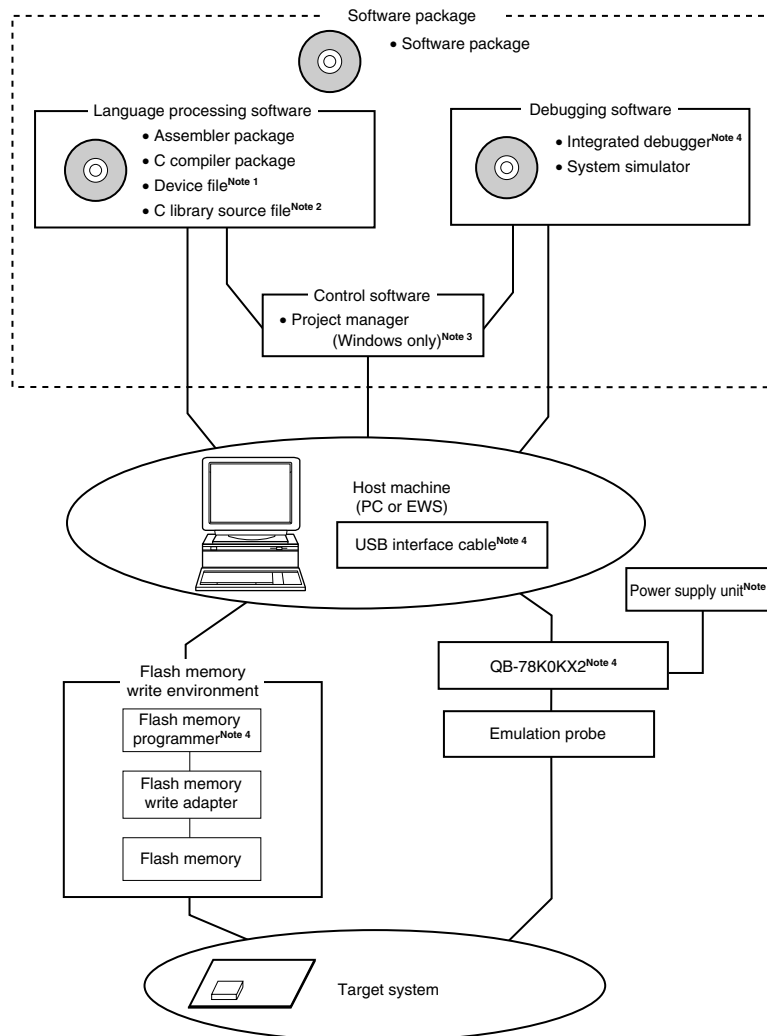 Software package
• Software package
Language processing software
• Assembler package
• C compiler package
• Device fileNote 1
• C library source fileNote 2
Debugging software
• Integrated debuggerNote 4
• System simulator
Control software
• Project manager
(Windows only)Note 3
Host machine
(PC or EWS)
USB interface cableNote 4
Power supply unitNote
QB-78K0KX2Note 4
Emulation probe
Flash memory
write environment
Flash memory
programmerNote 4
Flash memory
write adapter
Flash memory
Target system